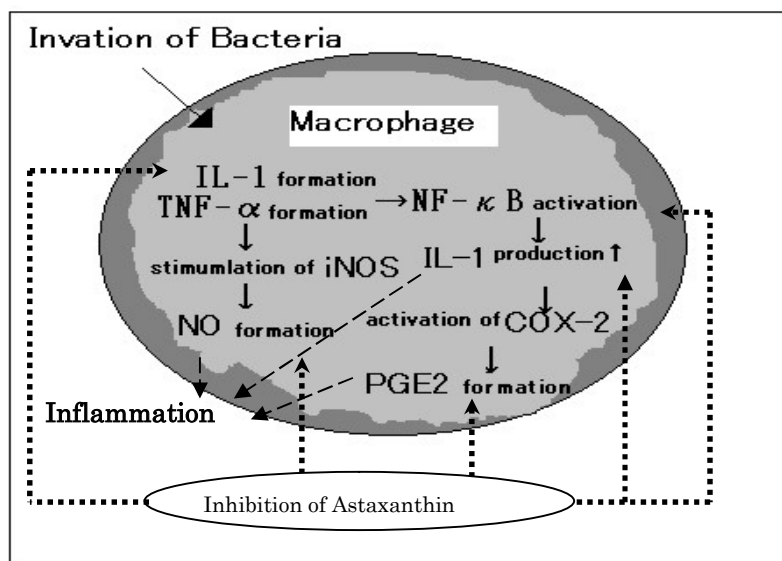 Invation of Bacteria
Macrophage
IL-1 formation
TNF-α formation →NF-κ B activation
↓ ↓
stimumlation of iNOS IL-1 production↑
↓ ↓
NO formation activation of COX-2
↓
PGE2 formation
Inflammation
Inhibition of Astaxanthin